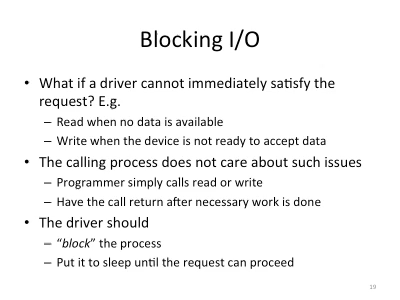 Blocking I/O
• What if a driver cannot immediately satisfy the
request? E.g.
– Read when no data is available
– Write when the device is not ready to accept data
• The calling process does not care about such issues
– Programmer simply calls read or write
– Have the call return after necessary work is done
• The driver should
– “block” the process
– Put it to sleep until the request can proceed
19